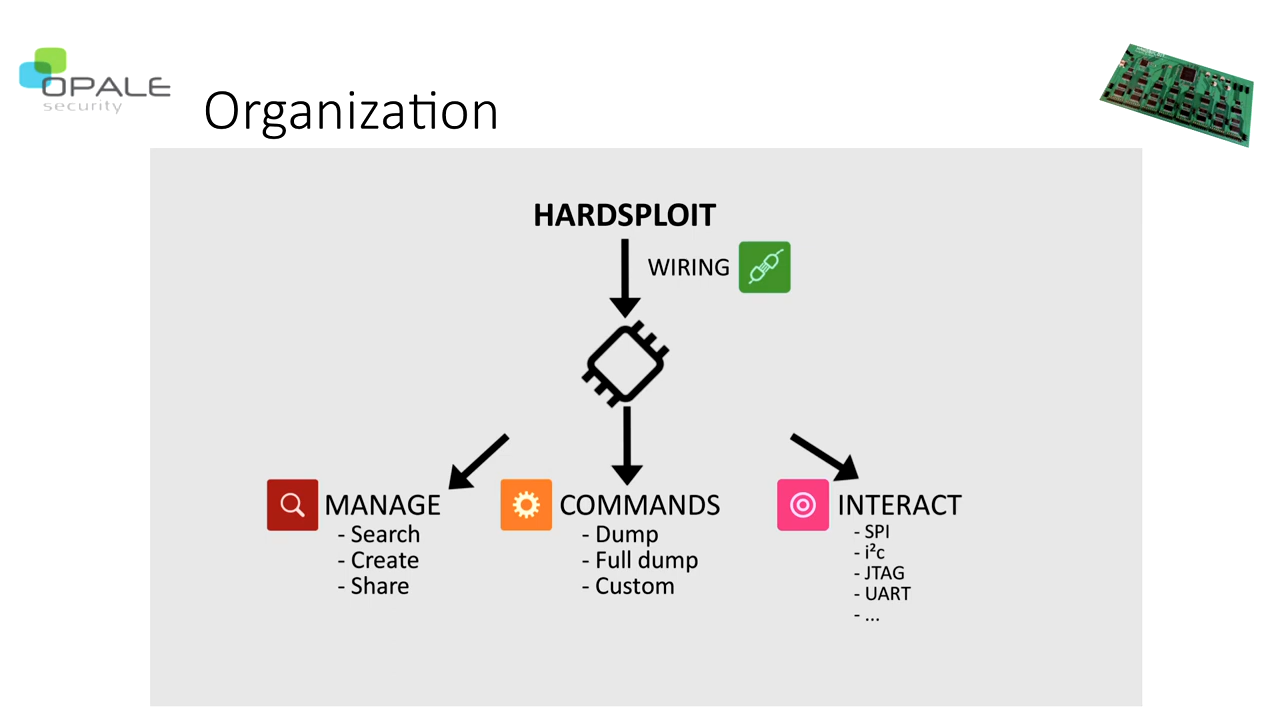 OPALE
security
Organization
HARDSPLOIT
WIRING
MANAGE
- Search
- Create
- Share
COMMANDS
- Dump
- Full dump
- Custom
INTERACT
- SPI
- i²c
- JTAG
- UART
- ...